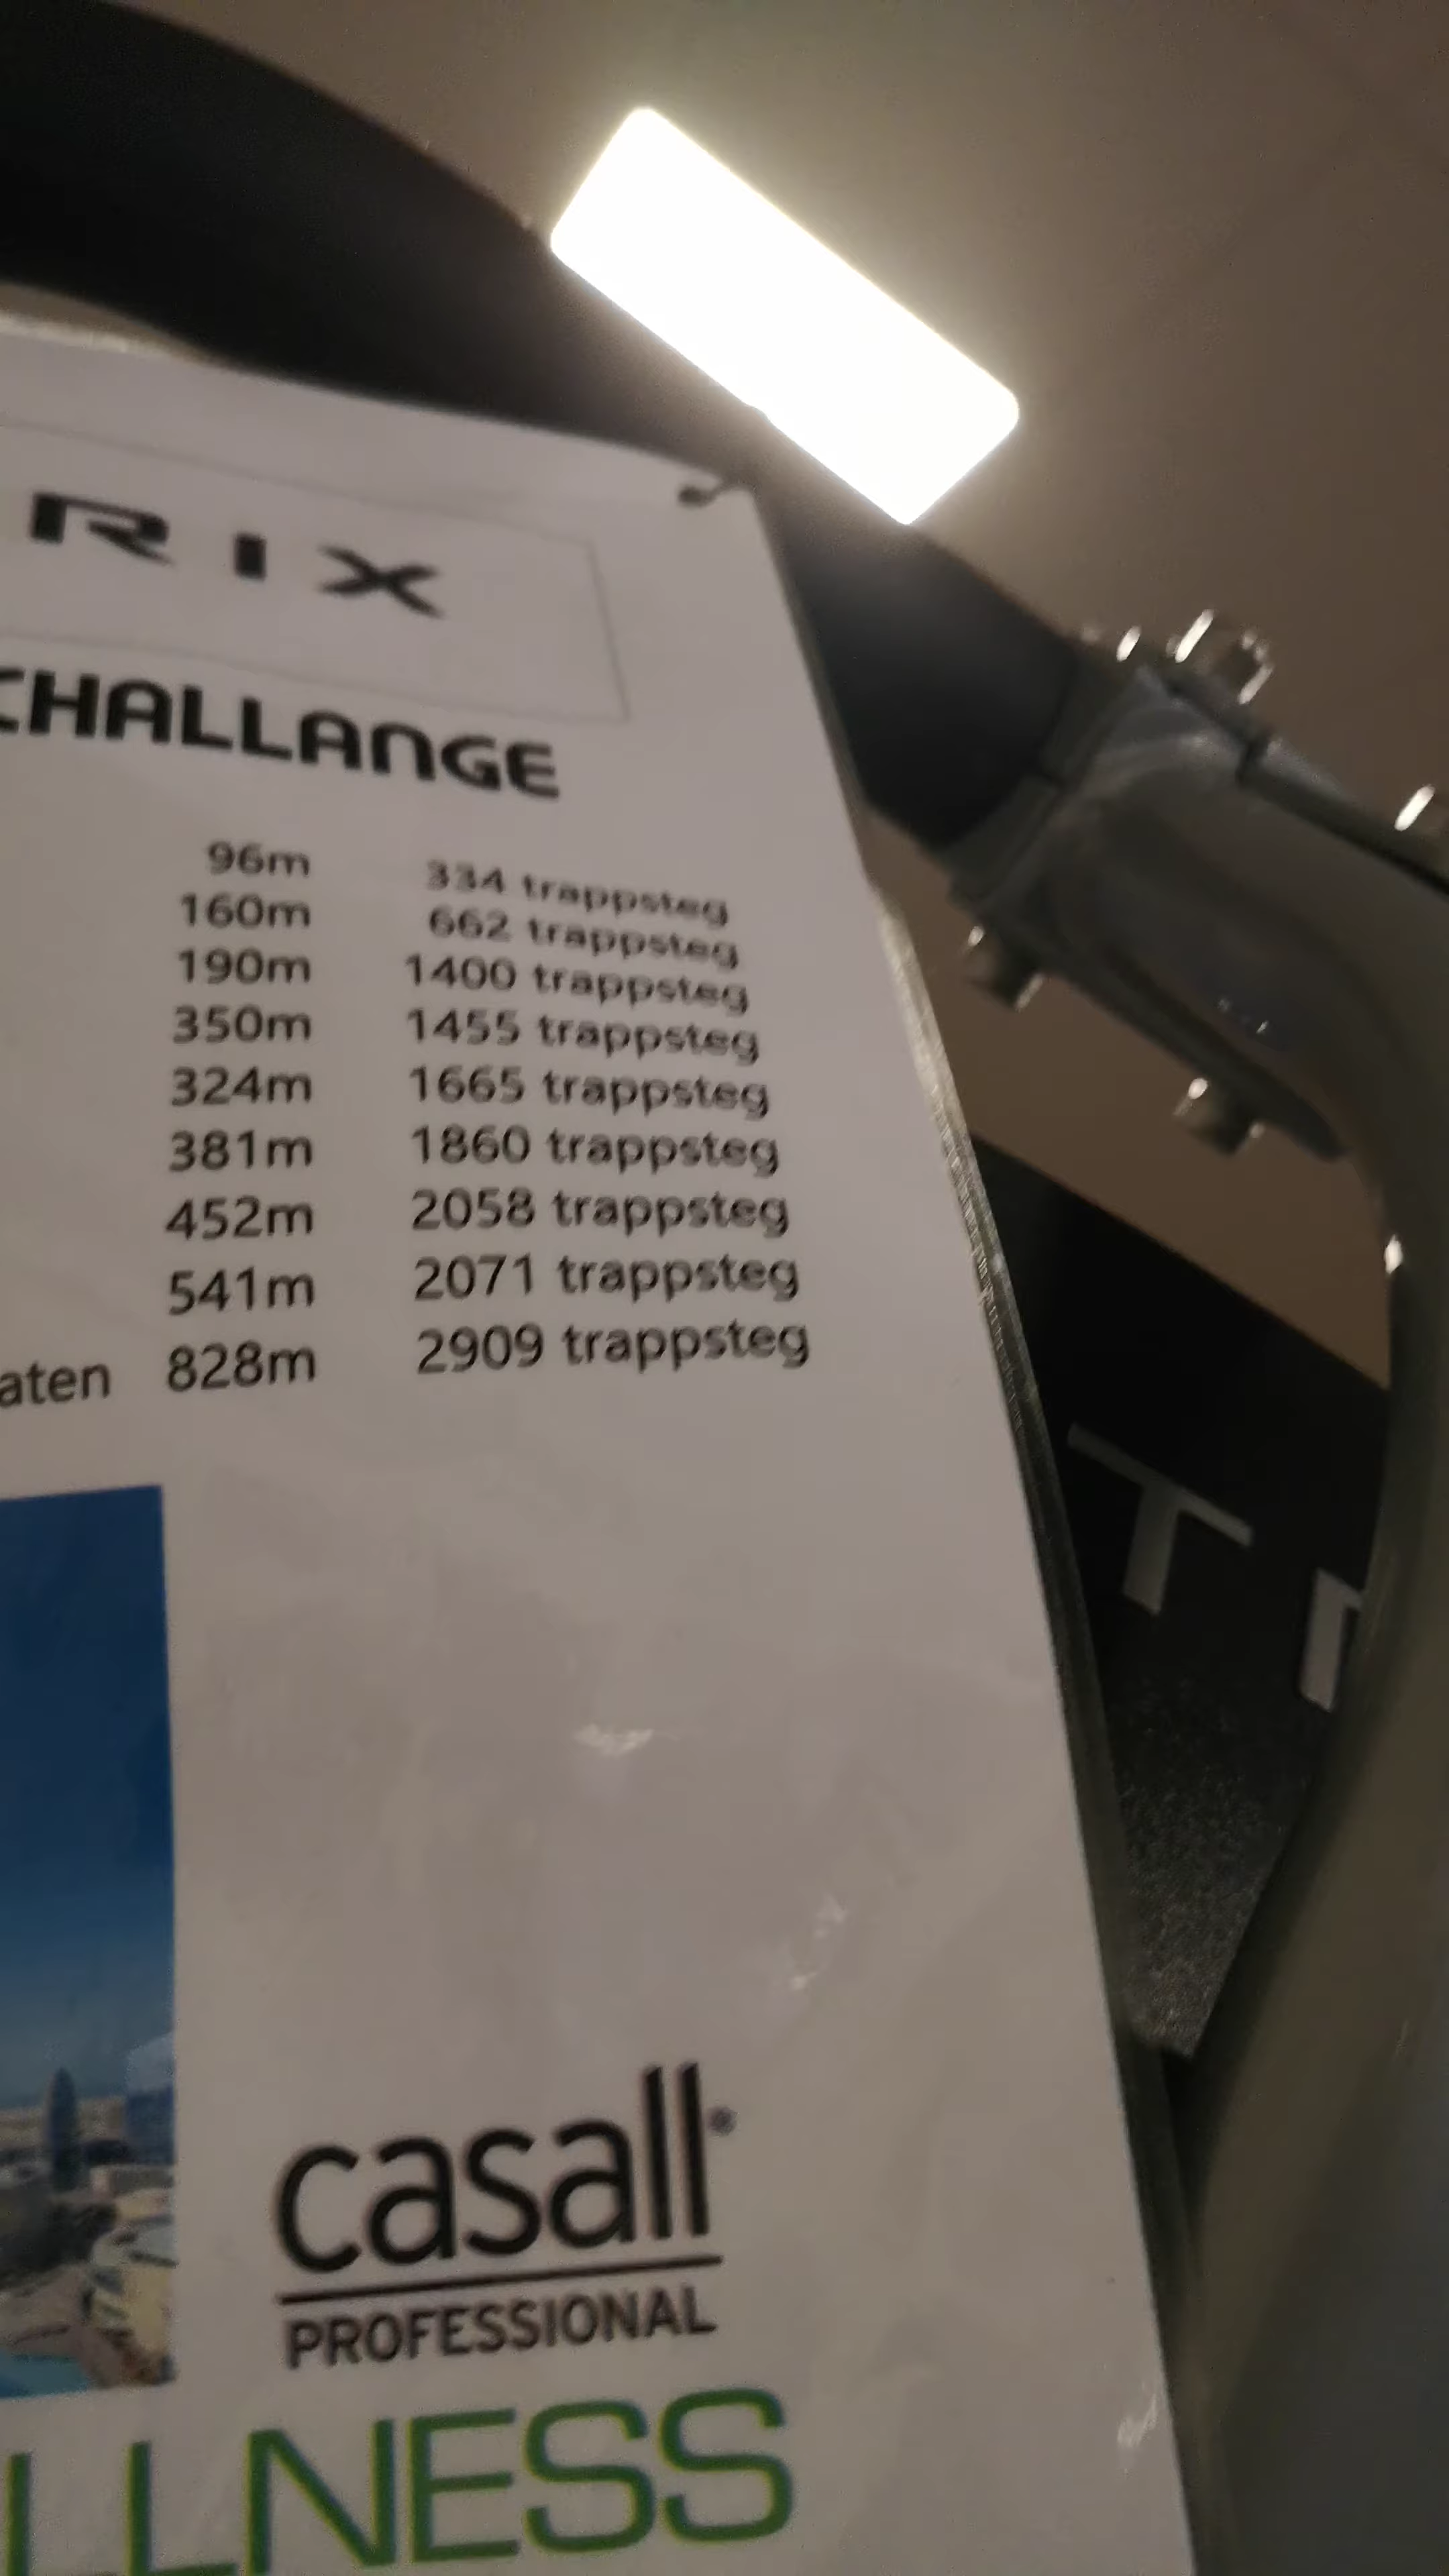 RIX
CHALLANGE
96m 334 trappsteg
160m 662 trappsteg
190m 1400 trappsteg
350m 1455 trappsteg
324m 1665 trappsteg
381m 1860 trappsteg
452m 2058 trappsteg
541m 2071 trappsteg
aten 828m 2909 trappsteg
T
casall®
PROFESSIONAL
LLNESS